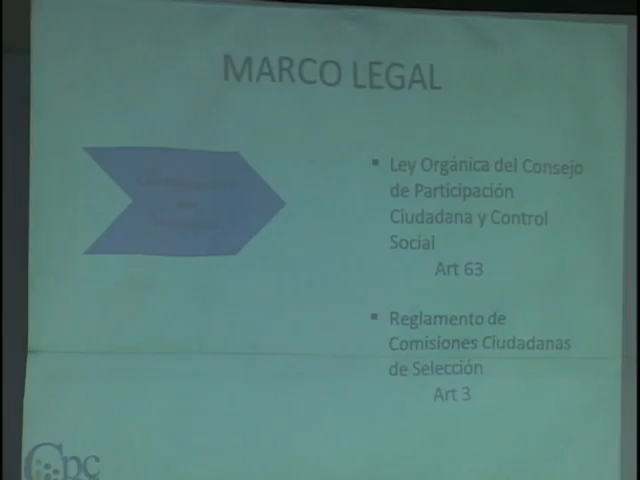 MARCO LEGAL
▪ Ley Orgánica del Consejo
de Participación
Ciudadana y Control
Social
Art 63
▪ Reglamento de
Comisiones Ciudadanas
de Selección
Art 3
Cpc